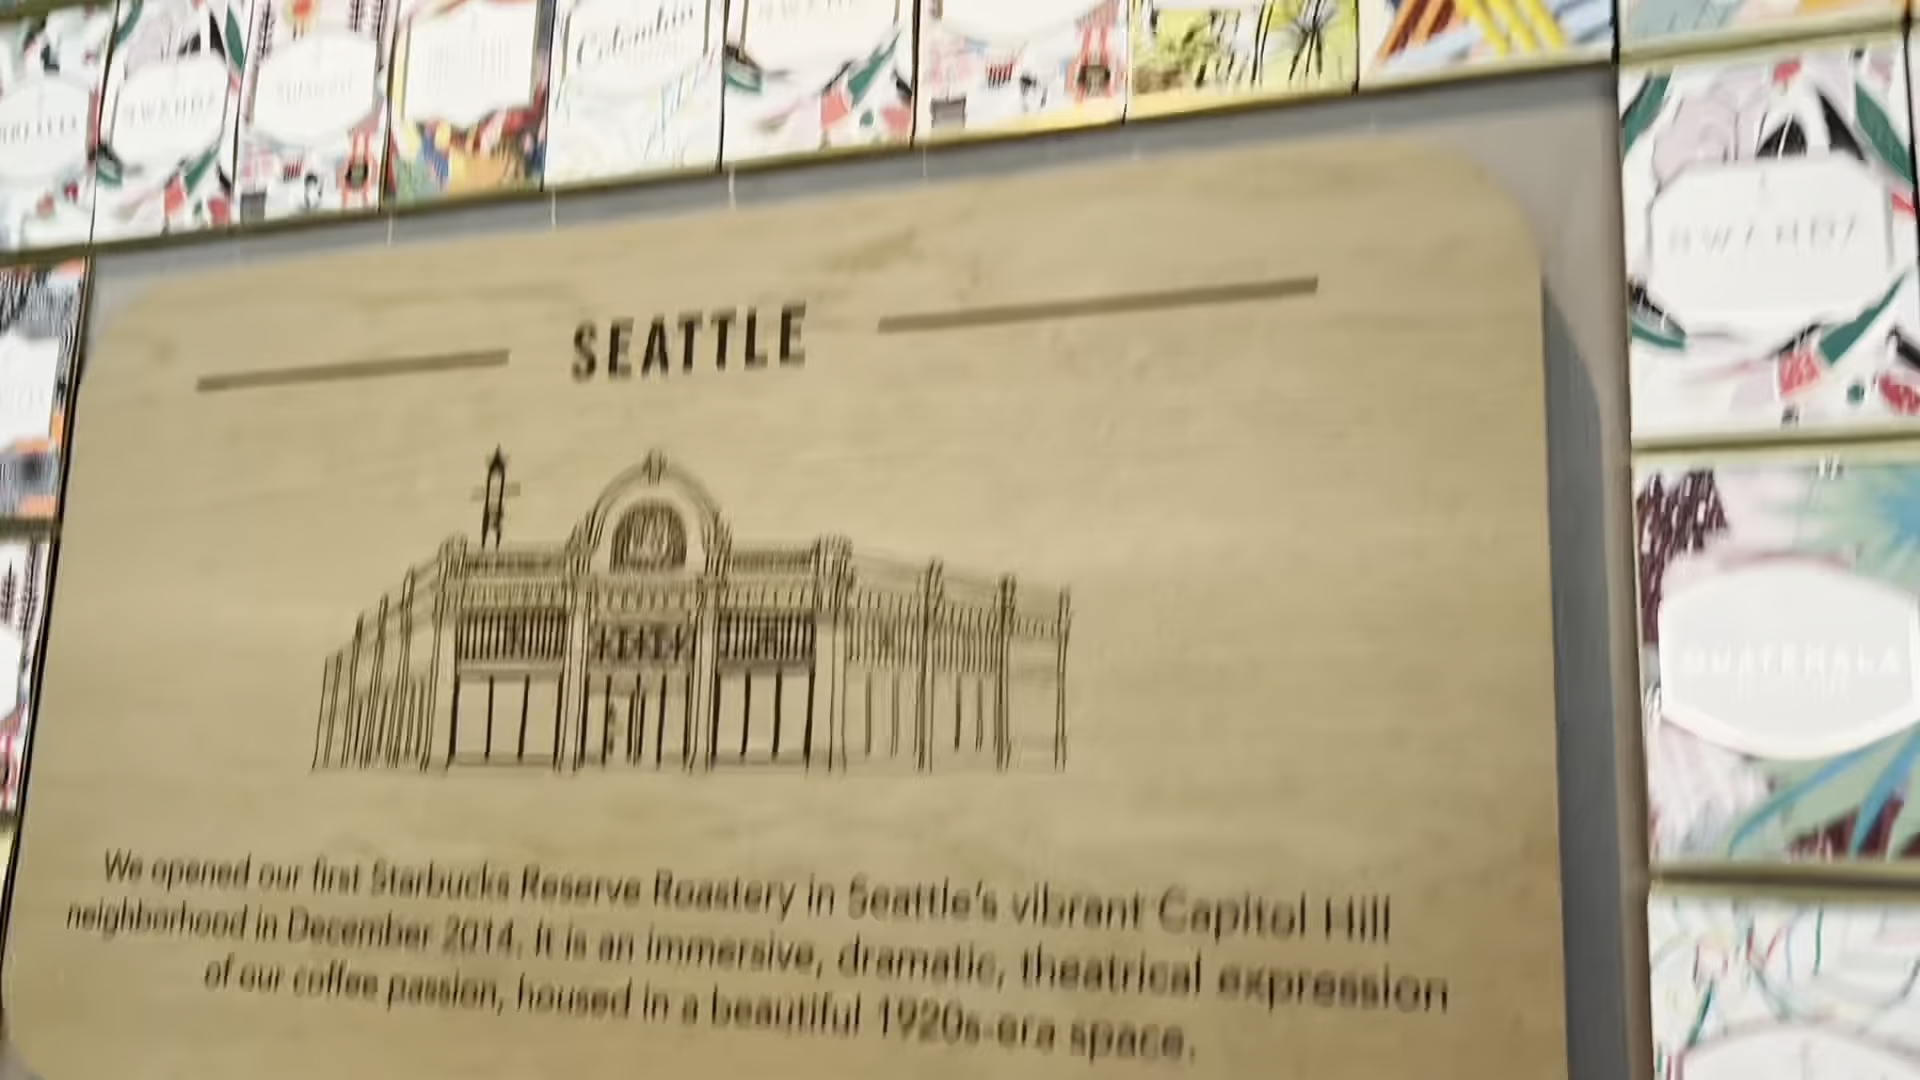 Colombia
SEATTLE
RWANDA
GUATEMALA
We opened our first Starbucks Reserve Roastery in Seattle's vibrant Capitol Hill
neighborhood in December 2014. It is an immersive, dramatic, theatrical expression
of our coffee passion, housed in a beautiful 1920s-era space.